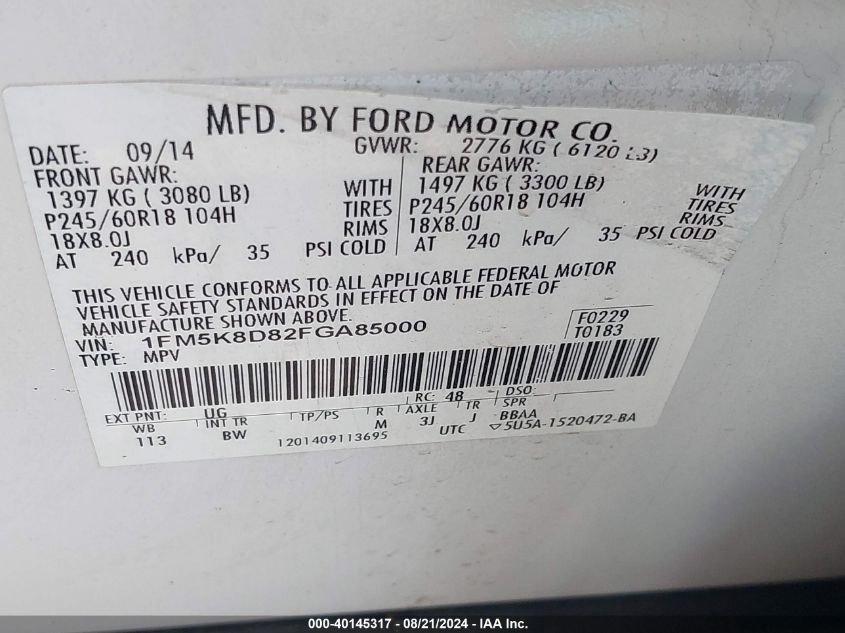 MFD. BY FORD MOTOR CO.
DATE: 09/14 GVWR: 2776 KG ( 6120 LB)
FRONT GAWR: REAR GAWR:
1397 KG ( 3080 LB) WITH 1497 KG ( 3300 LB) WITH
P245/60R18 104H TIRES P245/60R18 104H TIRES
18X8.0J RIMS 18X8.0J RIMS
AT 240 kPa/ 35 PSI COLD AT 240 kPa/ 35 PSI COLD
THIS VEHICLE CONFORMS TO ALL APPLICABLE FEDERAL MOTOR
VEHICLE SAFETY STANDARDS IN EFFECT ON THE DATE OF
MANUFACTURE SHOWN ABOVE.
VIN: 1FM5K8D82FGA85000 F0229
TYPE: MPV T0183
EXT PNT: UG RC: 48 DSO:
WB INT TR TP/PS R AXLE TR SPR
113 BW M 3J J BBAA
1201409113695 UTC ▽5U5A-1520472-BA
000-40145317 - 08/21/2024 - IAA Inc.